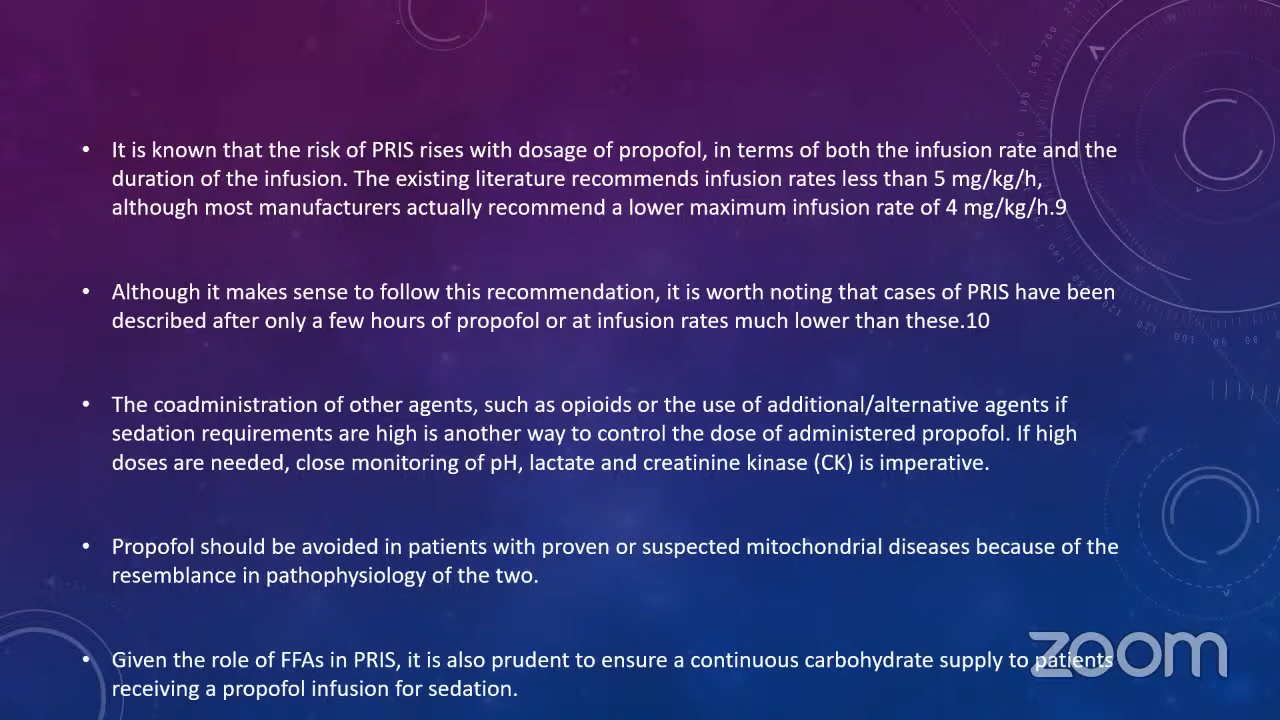 • It is known that the risk of PRIS rises with dosage of propofol, in terms of both the infusion rate and the
duration of the infusion. The existing literature recommends infusion rates less than 5 mg/kg/h,
although most manufacturers actually recommend a lower maximum infusion rate of 4 mg/kg/h.9
• Although it makes sense to follow this recommendation, it is worth noting that cases of PRIS have been
described after only a few hours of propofol or at infusion rates much lower than these.10
• The coadministration of other agents, such as opioids or the use of additional/alternative agents if
sedation requirements are high is another way to control the dose of administered propofol. If high
doses are needed, close monitoring of pH, lactate and creatinine kinase (CK) is imperative.
• Propofol should be avoided in patients with proven or suspected mitochondrial diseases because of the
resemblance in pathophysiology of the two.
• Given the role of FFAs in PRIS, it is also prudent to ensure a continuous carbohydrate supply to patients
receiving a propofol infusion for sedation.
zoom